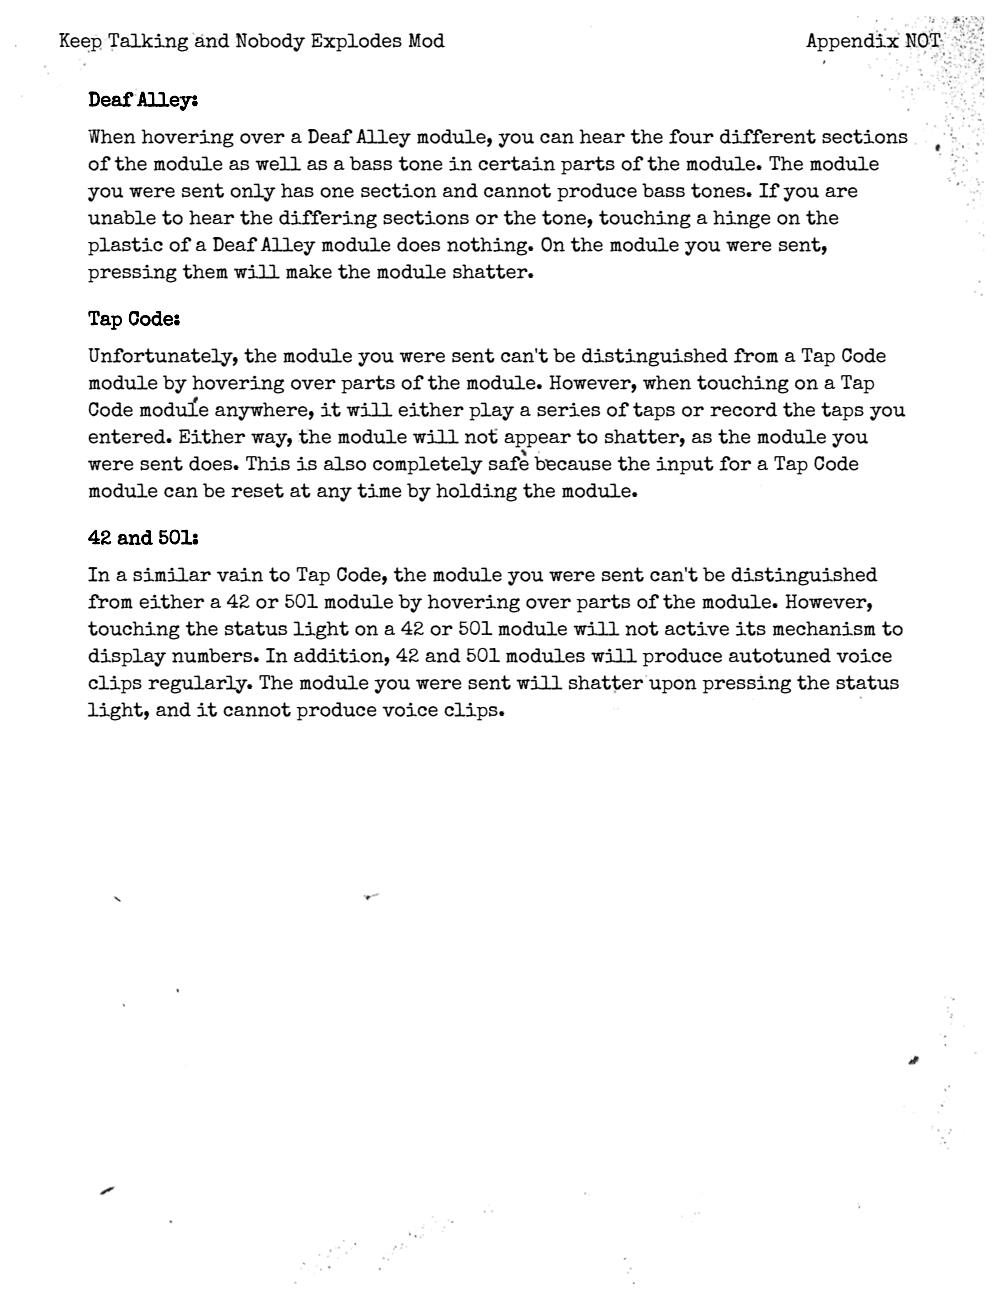 Keep Talking and Nobody Explodes Mod
Appendix NOT
Deaf Alley:
When hovering over a Deaf Alley module, you can hear the four different sections
of the module as well as a bass tone in certain parts of the module. The module
you were sent only has one section and cannot produce bass tones. If you are
unable to hear the differing sections or the tone, touching a hinge on the
plastic of a Deaf Alley module does nothing. On the module you were sent,
pressing them will make the module shatter.
Tap Code:
Unfortunately, the module you were sent can't be distinguished from a Tap Code
module by hovering over parts of the module. However, when touching on a Tap
Code module anywhere, it will either play a series of taps or record the taps you
entered. Either way, the module will not appear to shatter, as the module you
were sent does. This is also completely safe because the input for a Tap Code
module can be reset at any time by holding the module.
42 and 501:
In a similar vain to Tap Code, the module you were sent can't be distinguished
from either a 42 or 501 module by hovering over parts of the module. However,
touching the status light on a 42 or 501 module will not active its mechanism to
display numbers. In addition, 42 and 501 modules will produce autotuned voice
clips regularly. The module you were sent will shatter upon pressing the status
light, and it cannot produce voice clips.